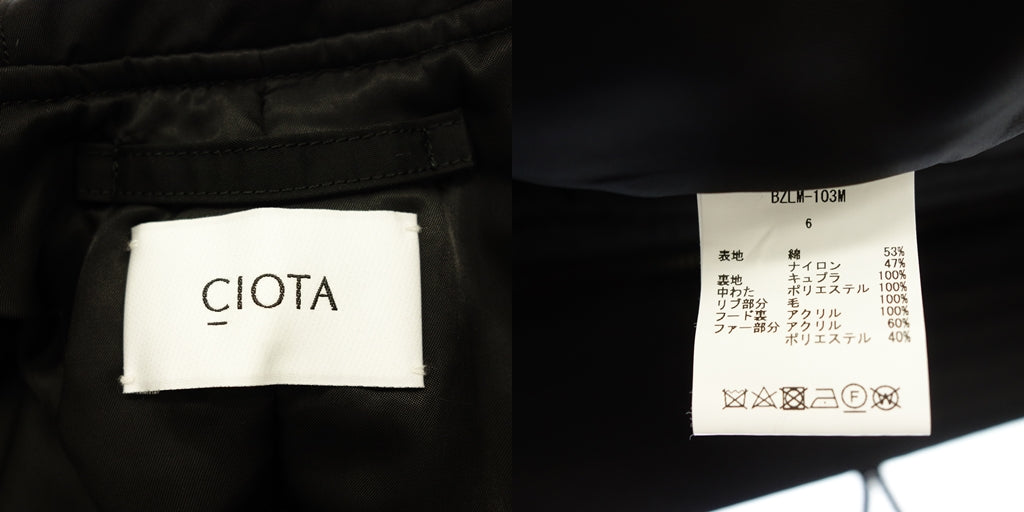 CIOTA
BZLM-103M
6
表地 綿 53%
ナイロン 47%
裏地 キュプラ 100%
中わた ポリエステル 100%
リブ部分 毛 100%
フード裏 アクリル 100%
ファー部分 アクリル 60%
ポリエステル 40%
F W